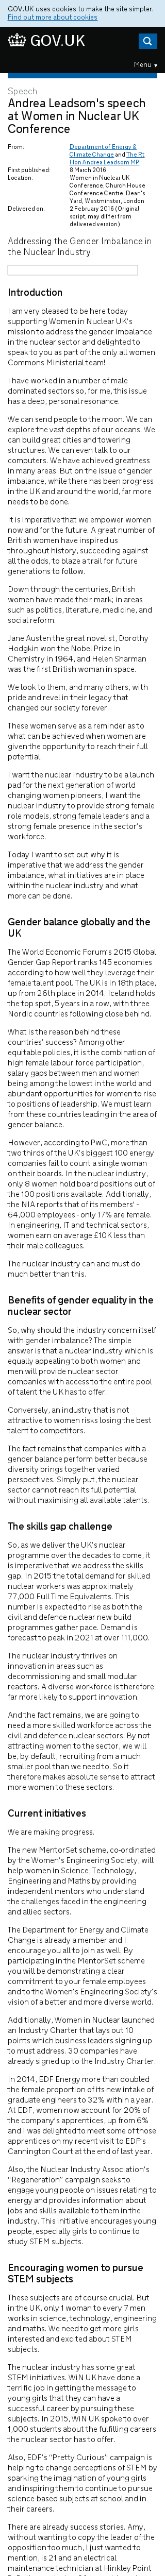 GOV.UK uses cookies to make the site simpler.
Find out more about cookies
GOV.UK
Menu ▾
Speech
Andrea Leadsom's speech
at Women in Nuclear UK
Conference
From: Department of Energy &
Climate Change and The Rt
Hon Andrea Leadsom MP
First published 8 March 2016
Location: Women in Nuclear UK
Conference, Church House
Conference Centre, Dean's
Yard, Westminster, London
Delivered on: 2 February 2016 (Original
script, may differ from
delivered version)
Addressing the Gender Imbalance in
the Nuclear Industry.
Introduction
I am very pleased to be here today
supporting Women in Nuclear UK's
mission to address the gender imbalance
in the nuclear sector and delighted to
speak to you as part of the only all women
Commons Ministerial team!
I have worked in a number of male
dominated sectors so, for me, this issue
has a deep, personal resonance.
We can send people to the moon. We can
explore the vast depths of our oceans. We
can build great cities and towering
structures. We can even talk to our
computers. We have achieved greatness
in many areas. But on the issue of gender
imbalance, while there has been progress
in the UK and around the world, far more
needs to be done.
It is imperative that we empower women
now and for the future. A great number of
British women have inspired us
throughout history, succeeding against
all the odds, to blaze a trail for future
generations to follow.
Down through the centuries, British
women have made their mark; in areas
such as politics, literature, medicine, and
social reform.
Jane Austen the great novelist, Dorothy
Hodgkin won the Nobel Prize in
Chemistry in 1964, and Helen Sharman
was the first British woman in space.
We look to them, and many others, with
pride and revel in their legacy that
changed our society forever.
These women serve as a reminder as to
what can be achieved when women are
given the opportunity to reach their full
potential.
I want the nuclear industry to be a launch
pad for the next generation of world
changing women pioneers, I want the
nuclear industry to provide strong female
role models, strong female leaders and a
strong female presence in the sector's
workforce.
Today I want to set out why it is
imperative that we address the gender
imbalance, what initiatives are in place
within the nuclear industry and what
more can be done.
Gender balance globally and the
UK
The World Economic Forum's 2015 Global
Gender Gap Report ranks 145 economies
according to how well they leverage their
female talent pool. The UK is in 18th place,
up from 26th place in 2014. Iceland holds
the top spot, 5 years in a row, with three
Nordic countries following close behind.
What is the reason behind these
countries' success? Among other
equitable policies, it is the combination of
high female labour force participation,
salary gaps between men and women
being among the lowest in the world and
abundant opportunities for women to rise
to positions of leadership. We must learn
from these countries leading in the area of
gender balance.
However, according to PwC, more than
two thirds of the UK's biggest 100 energy
companies fail to count a single woman
on their boards. In the nuclear industry,
only 8 women hold board positions out of
the 100 positions available. Additionally,
the NIA reports that of its members' -
64,000 employees - only 17% are female.
In engineering, IT and technical sectors,
women earn on average £10K less than
their male colleagues.
The nuclear industry can and must do
much better than this.
Benefits of gender equality in the
nuclear sector
So, why should the industry concern itself
with gender imbalance? The simple
answer is that a nuclear industry which is
equally appealing to both women and
men will provide nuclear sector
companies with access to the entire pool
of talent the UK has to offer.
Conversely, an industry that is not
attractive to women risks losing the best
talent to competitors.
The fact remains that companies with a
gender balance perform better because
diversity brings together varied
perspectives. Simply put, the nuclear
sector cannot reach its full potential
without maximising all available talents.
The skills gap challenge
So, as we deliver the UK's nuclear
programme over the decades to come, it
is imperative that we address the skills
gap. In 2015 the total demand for skilled
nuclear workers was approximately
77,000 Full Time Equivalents. This
number is expected to rise as both the
civil and defence nuclear new build
programmes gather pace. Demand is
forecast to peak in 2021 at over 111,000.
The nuclear industry thrives on
innovation in areas such as
decommissioning and small modular
reactors. A diverse workforce is therefore
far more likely to support innovation.
And the fact remains, we are going to
need a more skilled workforce across the
civil and defence nuclear sectors. By not
attracting women to the sector, we will
be, by default, recruiting from a much
smaller pool than we need to. So it
therefore makes absolute sense to attract
more women to these sectors.
Current initiatives
We are making progress.
The new MentorSet scheme, co-ordinated
by the Women's Engineering Society, will
help women in Science, Technology,
Engineering and Maths by providing
independent mentors who understand
the challenges faced in the engineering
and allied sectors.
The Department for Energy and Climate
Change is already a member and I
encourage you all to join as well. By
participating in the MentorSet scheme
you will be demonstrating a clear
commitment to your female employees
and to the Women's Engineering Society's
vision of a better and more diverse world.
Additionally, Women in Nuclear launched
an Industry Charter that lays out 10
points which business leaders signing up
to must address. 30 companies have
already signed up to the Industry Charter.
In 2014, EDF Energy more than doubled
the female proportion of its new intake of
graduate engineers to 32% within a year.
At EDF, women now account for 20% of
the company's apprentices, up from 6%
and I was delighted to meet some of those
apprentices on my recent visit to EDF's
Cannington Court at the end of last year.
Also, the Nuclear Industry Association's
“Regeneration” campaign seeks to
engage young people on issues relating to
energy and provides information about
jobs and skills available to them in the
industry. This initiative encourages young
people, especially girls to continue to
study STEM subjects.
Encouraging women to pursue
STEM subjects
These subjects are of course crucial. But
in the UK, only 1 woman to every 7 men
works in science, technology, engineering
and maths. We need to get more girls
interested and excited about STEM
subjects.
The nuclear industry has some great
STEM initiatives. WiN UK have done a
terrific job in getting the message to
young girls that they can have a
successful career by pursuing these
subjects. In 2015, WiN UK spoke to over
1,000 students about the fulfilling careers
the nuclear sector has to offer.
Also, EDF's “Pretty Curious” campaign is
helping to change perceptions of STEM by
sparking the imagination of young girls
and inspiring them to continue to pursue
science-based subjects at school and in
their careers.
There are already success stories. Amy,
without wanting to copy the leader of the
opposition too much, I just wanted to
mention, is 21 and an electrical
maintenance technician at Hinkley Point